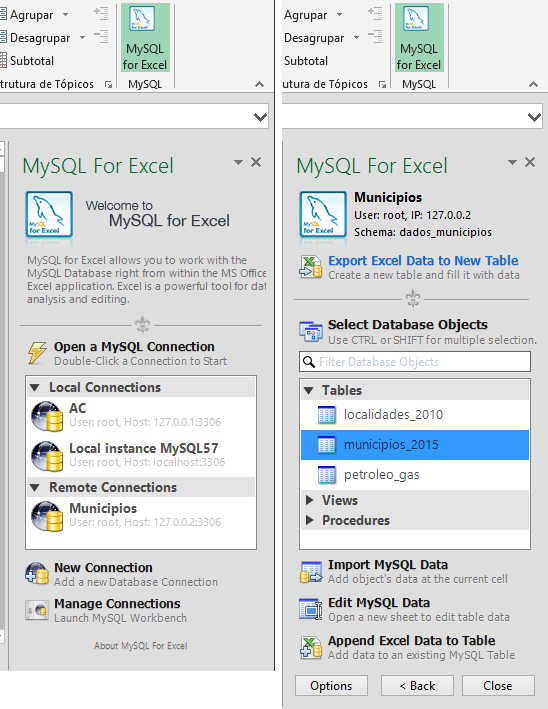 Agrupar
Desagrupar
Subtotal
trutura de Tópicos
MySQL
for Excel
MySQL
MySQL For Excel
MySQL
Welcome to
MySQL for Excel
MySQL for Excel allows you to work with the
MySQL Database right from within the MS Office
Excel application. Excel is a powerful tool for dat
analysis and editing.
Open a MySQL Connection
Double-Click a Connection to Start
Local Connections
AC
User: root, Host: 127.0.0.1:3306
Local instance MySQL57
User: root, Host: localhost:3306
Remote Connections
Municipios
User: root, Host: 127.0.0.2:3306
New Connection
Add a new Database Connection
Manage Connections
Launch MySQL Workbench
About MySQL For Excel
Agrupar
Desagrupar
Subtotal
utura de Tópicos
MySQL
for Excel
MySQL
MySQL For Excel
MySQL
Municipios
User: root, IP: 127.0.0.2
Schema: dados_municipios
Export Excel Data to New Table
Create a new table and fill it with data
Select Database Objects
Use CTRL or SHIFT for multiple selection.
Filter Database Objects
Tables
localidades_2010
municipios_2015
petroleo_gas
Views
Procedures
Import MySQL Data
Add object's data at the current cell
Edit MySQL Data
Open a new sheet to edit table data
Append Excel Data to Table
Add data to an existing MySQL Table
Options
< Back
Close